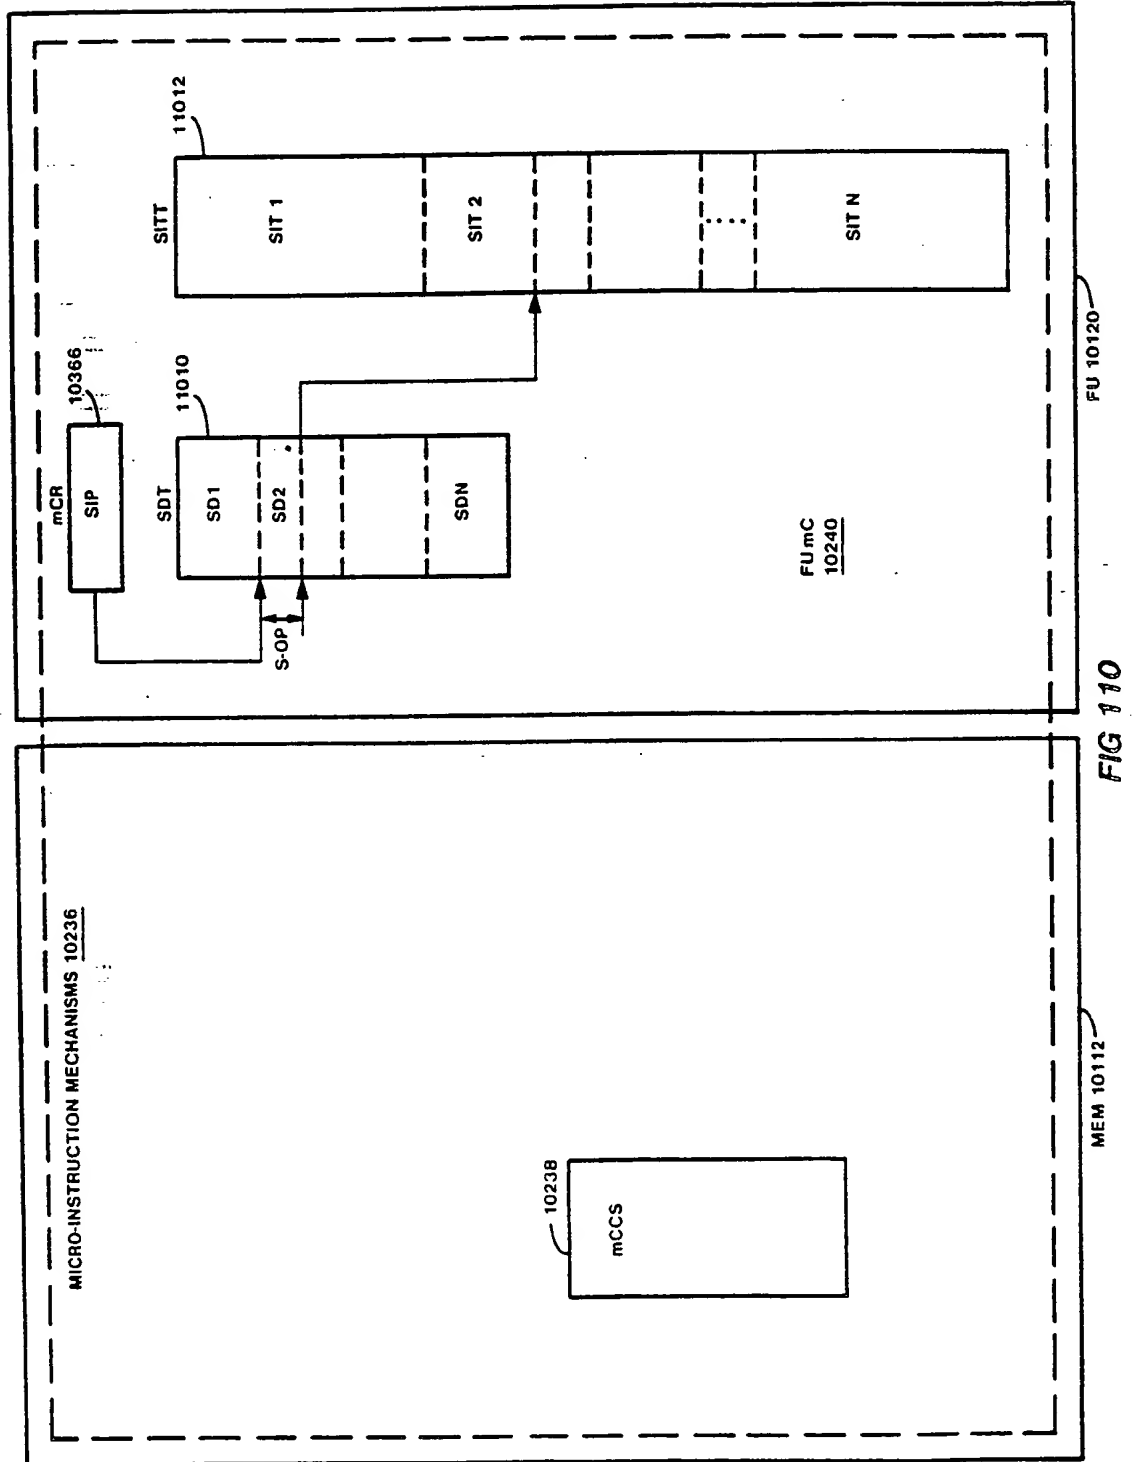 MICRO-INSTRUCTION MECHANISMS 10236
10238
mCCS
MEM 10112
mCR
SIP
10366
SDT
11010
SD1
SD2
SDN
S-OP
SITT
11012
SIT 1
SIT 2
SIT N
FU mC
10240
FU 10120
FIG 110